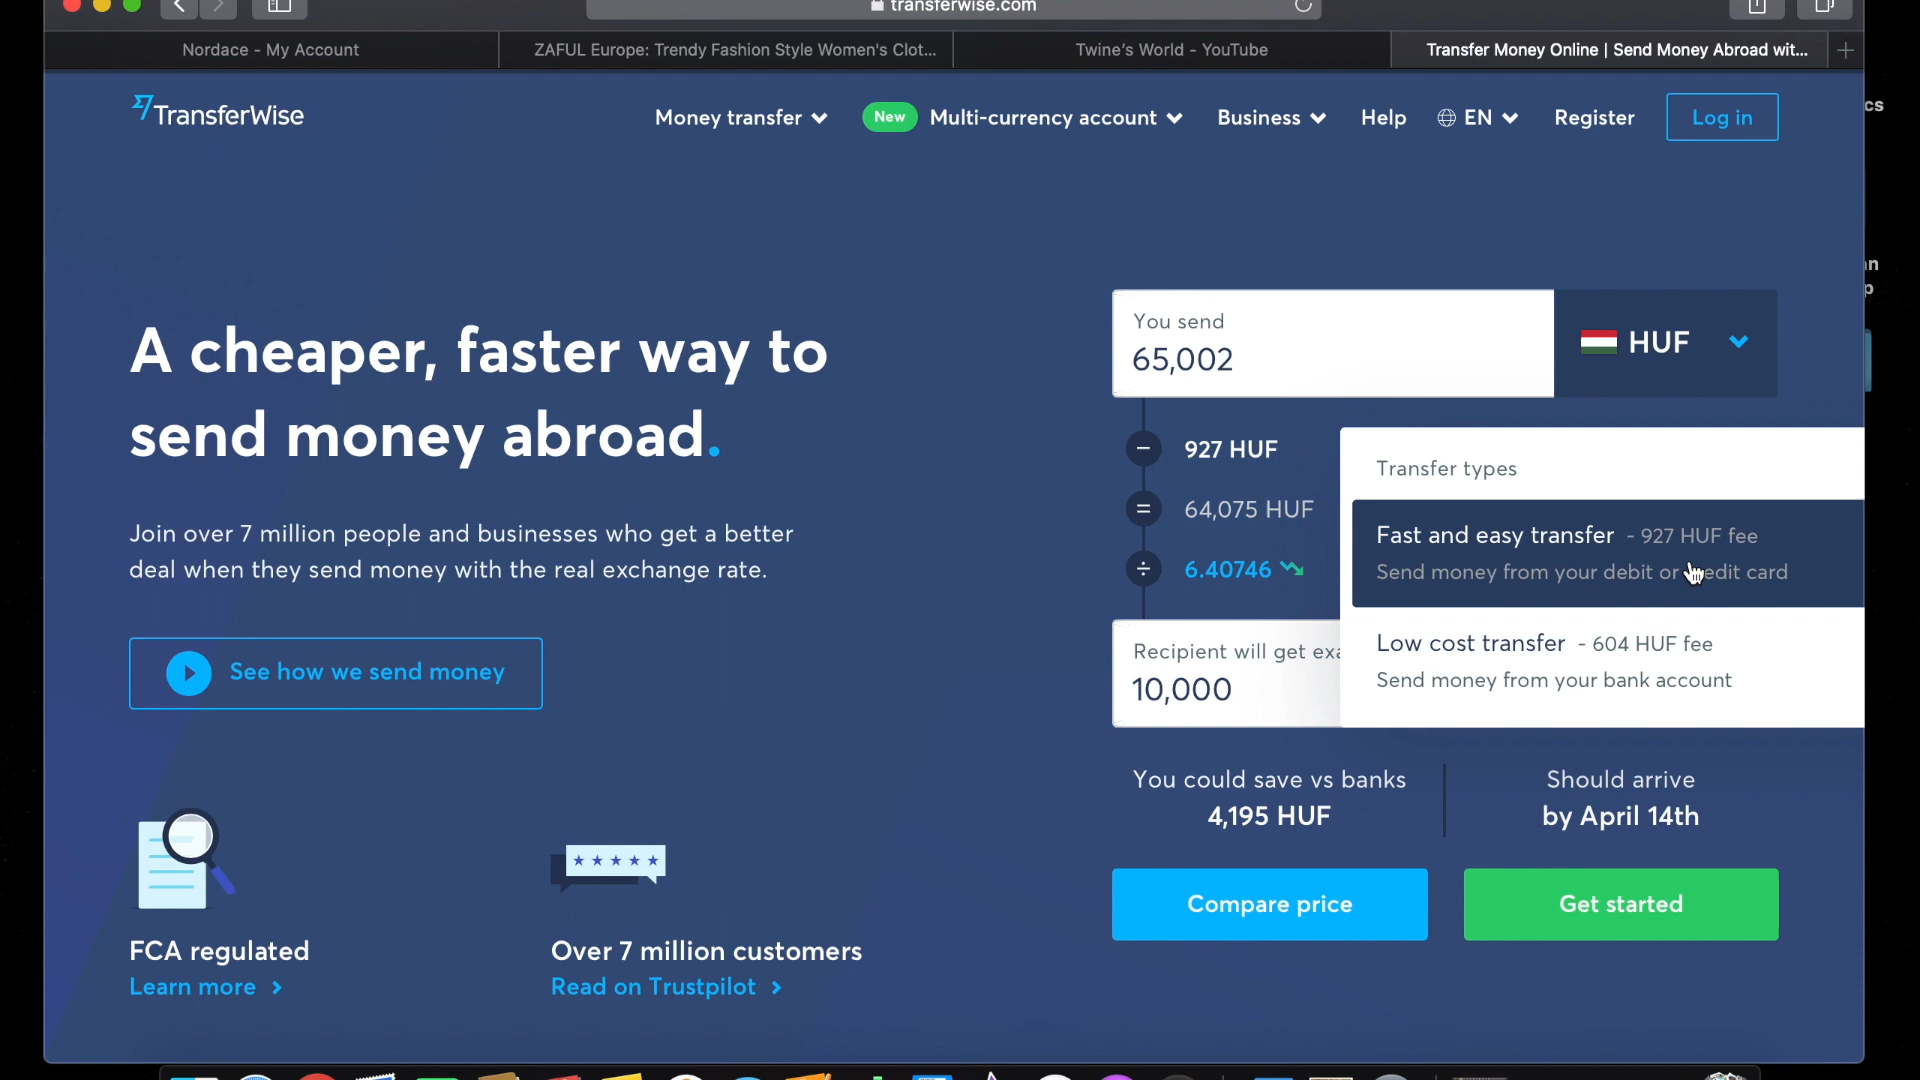 transferwise.com
Nordace - My Account
ZAFUL Europe: Trendy Fashion Style Women's Clot...
Twine's World - YouTube
Transfer Money Online | Send Money Abroad wit...
TransferWise
Money transfer
New
Multi-currency account
Business
Help
EN
Register
Log in
cs
A cheaper, faster way to
send money abroad.
Join over 7 million people and businesses who get a better
deal when they send money with the real exchange rate.
See how we send money
You send
65,002
HUF
927 HUF
64,075 HUF
6.40746
Transfer types
Fast and easy transfer - 927 HUF fee
Send money from your debit or credit card
Low cost transfer - 604 HUF fee
Send money from your bank account
Recipient will get exa
10,000
You could save vs banks
4,195 HUF
Should arrive
by April 14th
Compare price
Get started
FCA regulated
Learn more
Over 7 million customers
Read on Trustpilot